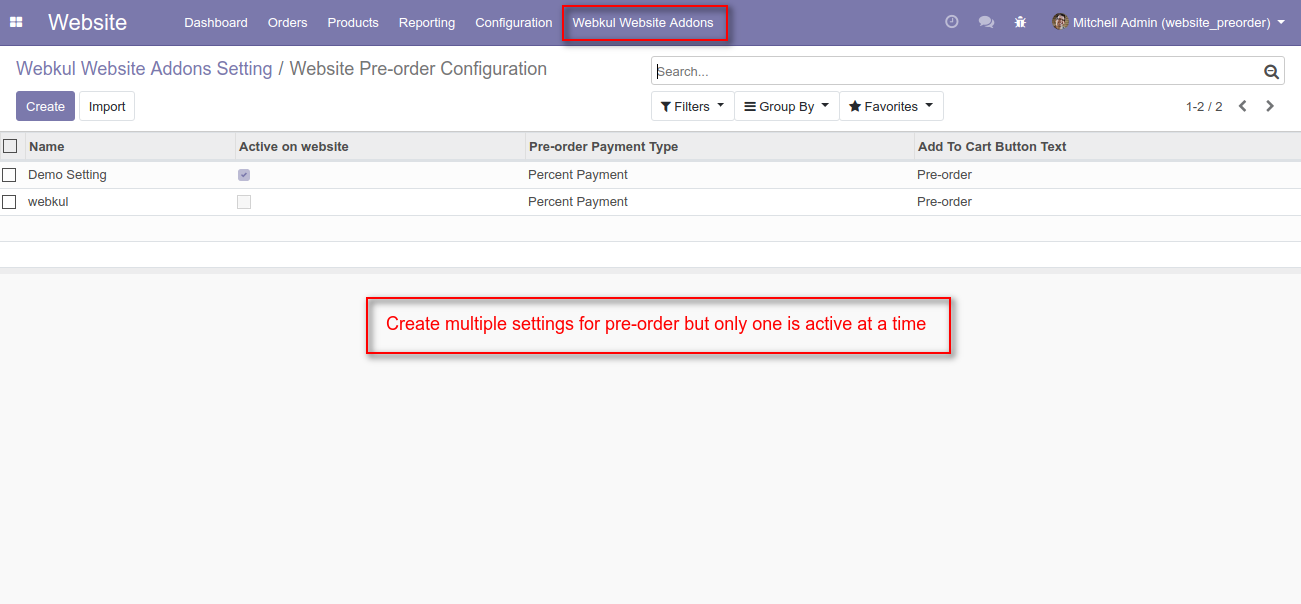 Website Dashboard Orders Products Reporting Configuration Webkul Website Addons Mitchell Admin (website_preorder)
Webkul Website Addons Setting / Website Pre-order Configuration
Search...
Create Import Filters Group By Favorites 1-2 / 2
Name Active on website Pre-order Payment Type Add To Cart Button Text
Demo Setting Percent Payment Pre-order
webkul Percent Payment Pre-order
Create multiple settings for pre-order but only one is active at a time